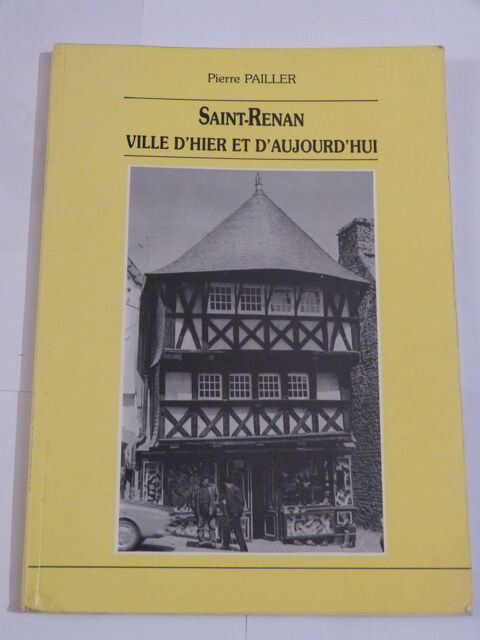 Pierre PAILLER
SAINT-RENAN
VILLE D'HIER ET D'AUJOURD'HUI